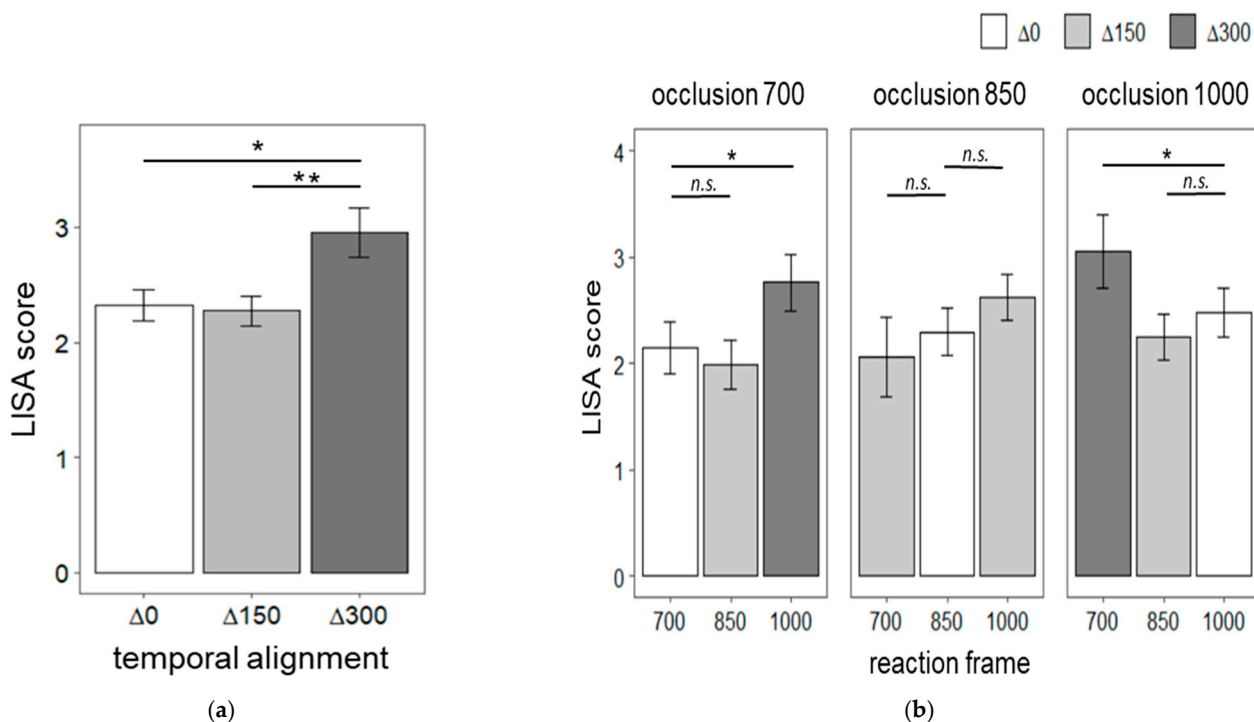 Δ0 Δ150 Δ300
occlusion 700 occlusion 850 occlusion 1000
LISA score
3
2
1
0
*
**
Δ0 Δ150 Δ300
temporal alignment
(a)
LISA score
4
3
2
1
0
*
n.s.
n.s.
n.s.
*
n.s.
700 850 1000 700 850 1000 700 850 1000
reaction frame
(b)